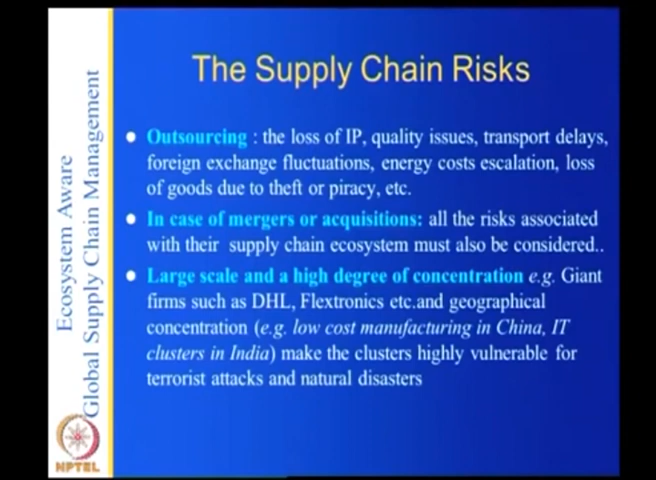 The Supply Chain Risks
Outsourcing : the loss of IP, quality issues, transport delays,
foreign exchange fluctuations, energy costs escalation, loss
of goods due to theft or piracy, etc.
In case of mergers or acquisitions: all the risks associated
with their supply chain ecosystem must also be considered..
Large scale and a high degree of concentration e.g. Giant
firms such as DHL, Flextronics etc.and geographical
concentration (e.g. low cost manufacturing in China, IT
clusters in India) make the clusters highly vulnerable for
terrorist attacks and natural disasters
Ecosystem Aware
Global Supply Chain Management
NPTEL